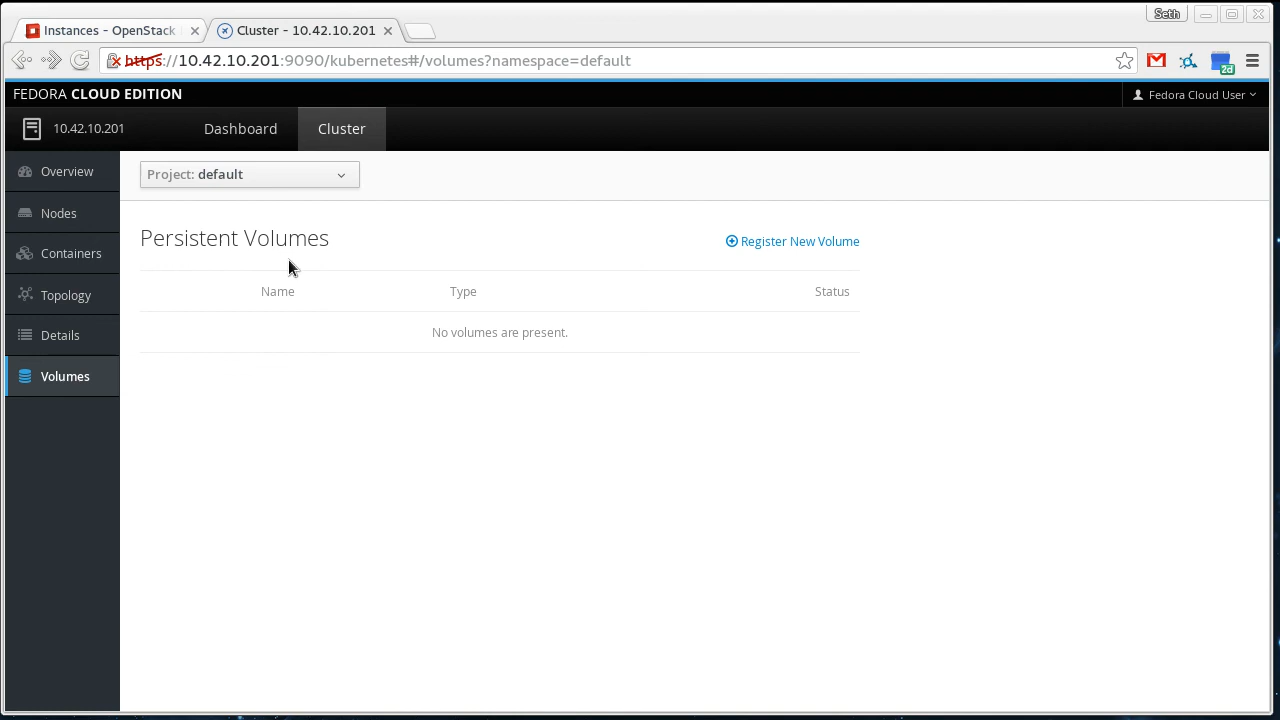 Seth
Instances - OpenStack
Cluster - 10.42.10.201
https://10.42.10.201:9090/kubernetes#/volumes?namespace=default
2d
FEDORA CLOUD EDITION
Fedora Cloud User
10.42.10.201
Dashboard
Cluster
Overview
Nodes
Containers
Topology
Details
Volumes
Project: default
Persistent Volumes
Register New Volume
Name Type Status
No volumes are present.